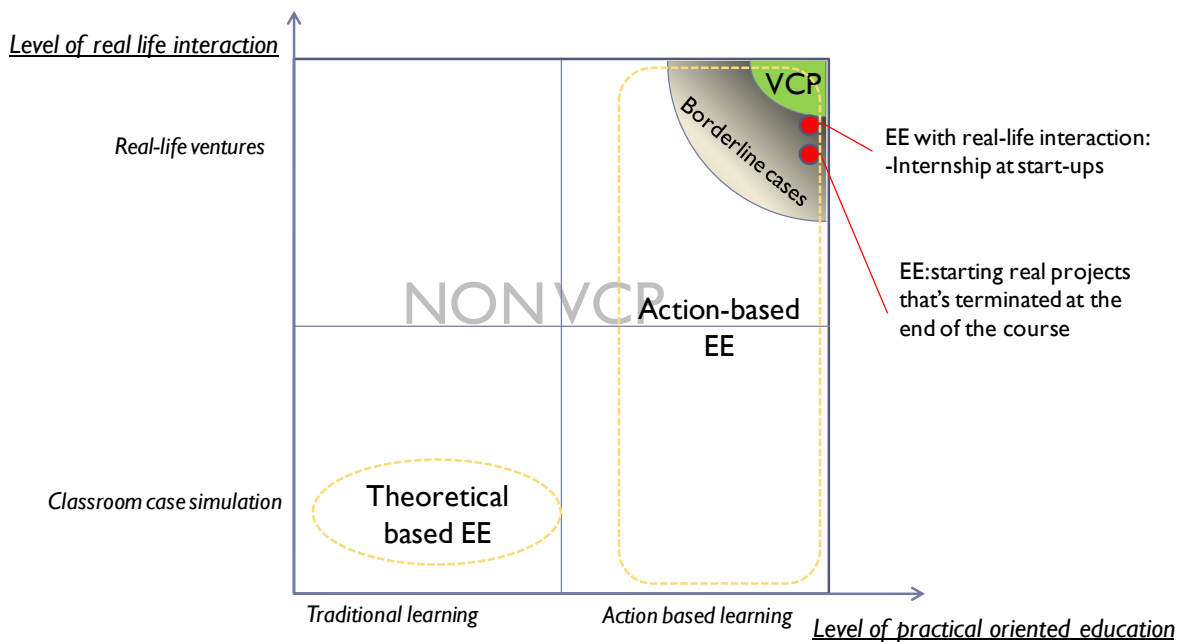 Level of real life interaction
VCP
Borderline cases
Real-life ventures
EE with real-life interaction:
-Internship at start-ups
EE:starting real projects
that's terminated at the
end of the course
NON VCP
Action-based
EE
Classroom case simulation
Theoretical
based EE
Traditional learning
Action based learning
Level of practical oriented education